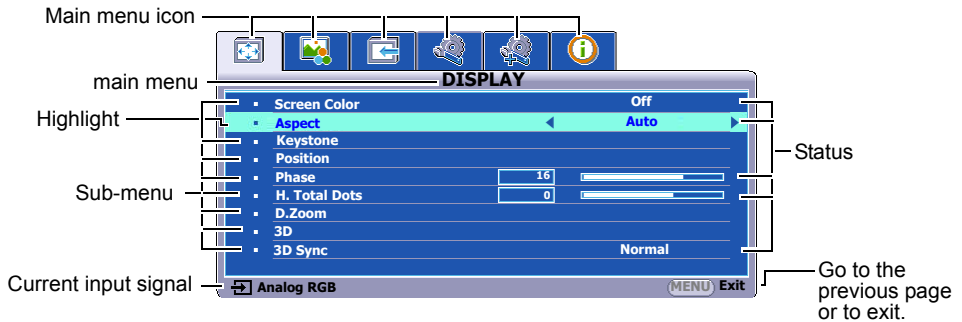 Main menu icon
main menu
DISPLAY
Highlight
Screen Color Off
Aspect Auto
Keystone
Position
Status
Phase 16
Sub-menu
H. Total Dots 0
D.Zoom
3D
3D Sync Normal
Current input signal
Analog RGB
MENU Exit
Go to the
previous page
or to exit.